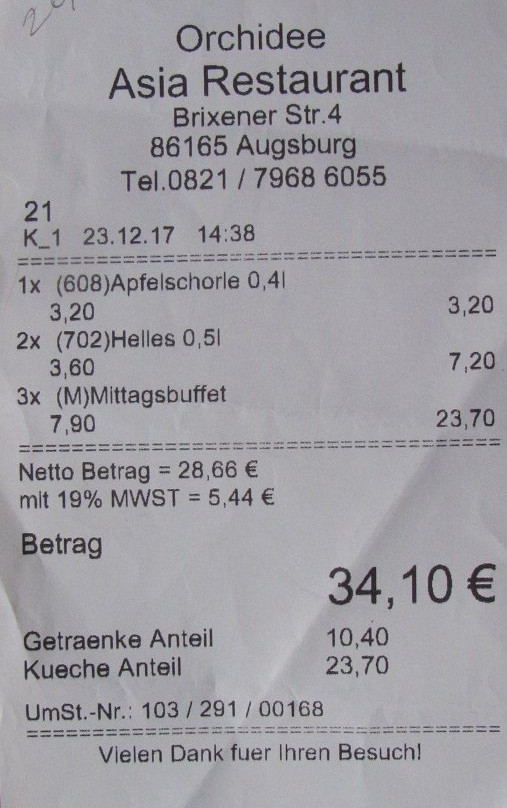 Orchidee
Asia Restaurant
Brixener Str.4
86165 Augsburg
Tel.0821 / 7968 6055
21
K_1 23.12.17 14:38
================================================
1x (608)Apfelschorle 0,4l
3,20 3,20
2x (702)Helles 0,5l
3,60 7,20
3x (M)Mittagsbuffet
7,90 23,70
================================================
Netto Betrag = 28,66 €
mit 19% MWST = 5,44 €
Betrag
34,10 €
Getraenke Anteil 10,40
Kueche Anteil 23,70
UmSt.-Nr.: 103 / 291 / 00168
================================================
Vielen Dank fuer Ihren Besuch!